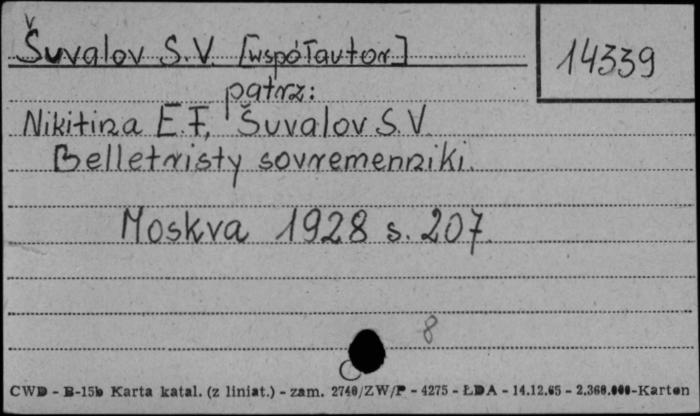 Šuvalov S.V. [współautor]
14339
patrz:
Nikitina E.F., Šuvalov S.V.
Belletristy sovremenniki.
Moskva 1928 s. 207.
8
CWD - B-15b Karta katal. (z liniat.) - zam. 2740/ZW/P - 4275 - ŁDA - 14.12.65 - 2.360.000-Karton